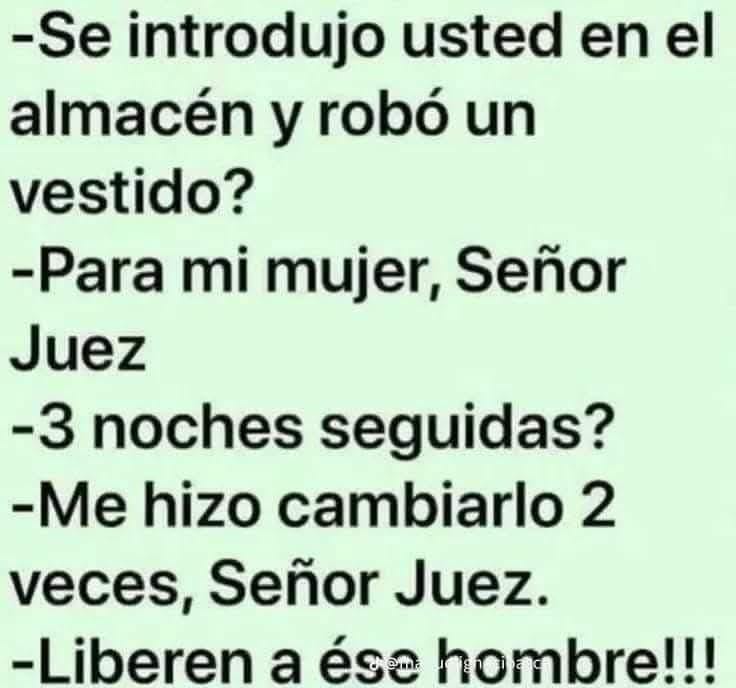 -Se introdujo usted en el
almacén y robó un
vestido?
-Para mi mujer, Señor
Juez
-3 noches seguidas?
-Me hizo cambiarlo 2
veces, Señor Juez.
-Liberen a ése hombre!!!